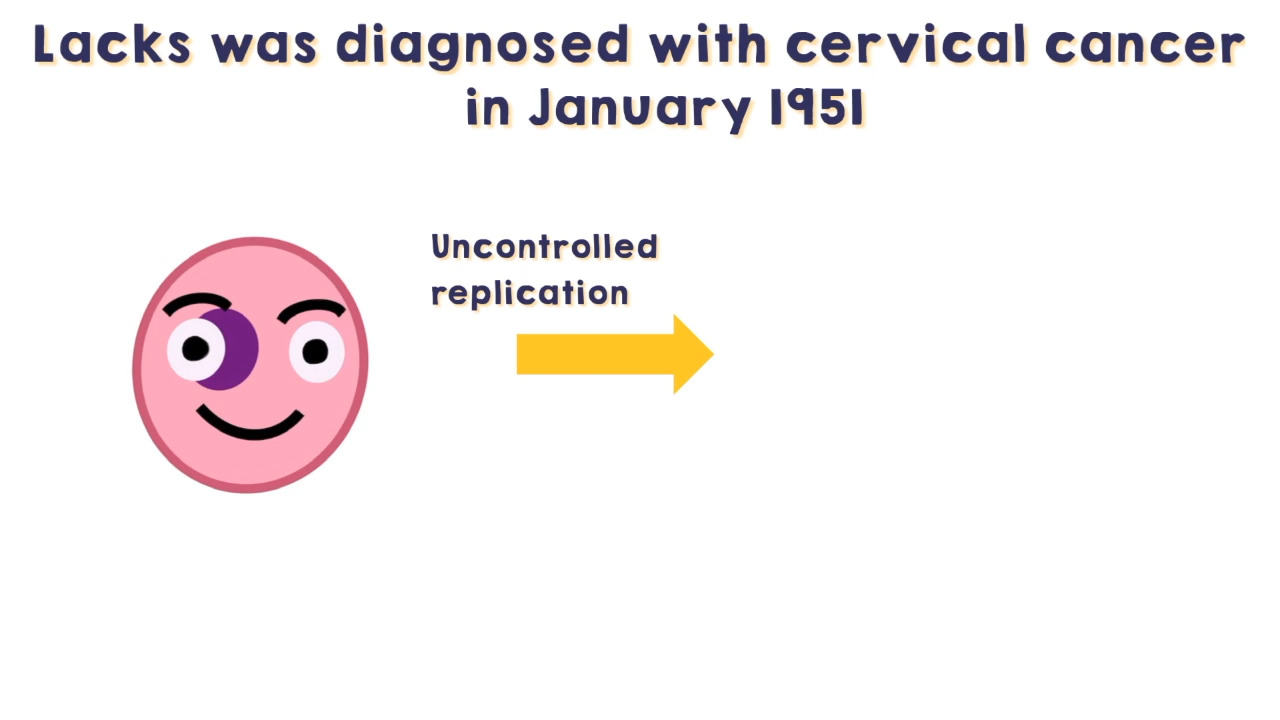 Lacks was diagnosed with cervical cancer
in January 1951
Uncontrolled
replication